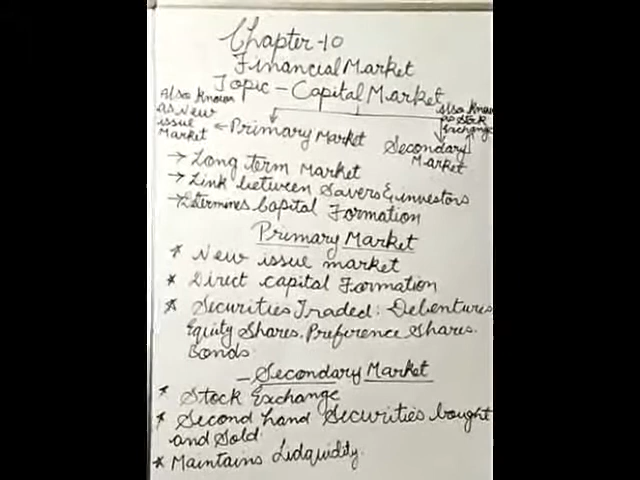 Chapter-10
Financial Market
Topic - Capital Market
Also Known
as New
issue
Market
← Primary Market
Also Know
as Stock
Exchange
Secondary
Market
→ Long term Market
→ Link between Savers & investors
→ Determines Capital Formation
Primary Market
* New issue market
* Direct capital Formation
* Securities Traded: Debentures
Equity Shares. Preference Shares.
Bonds.
- Secondary Market
* Stock Exchange
* Second hand Securities bought
and Sold.
* Maintains Lidquidity.